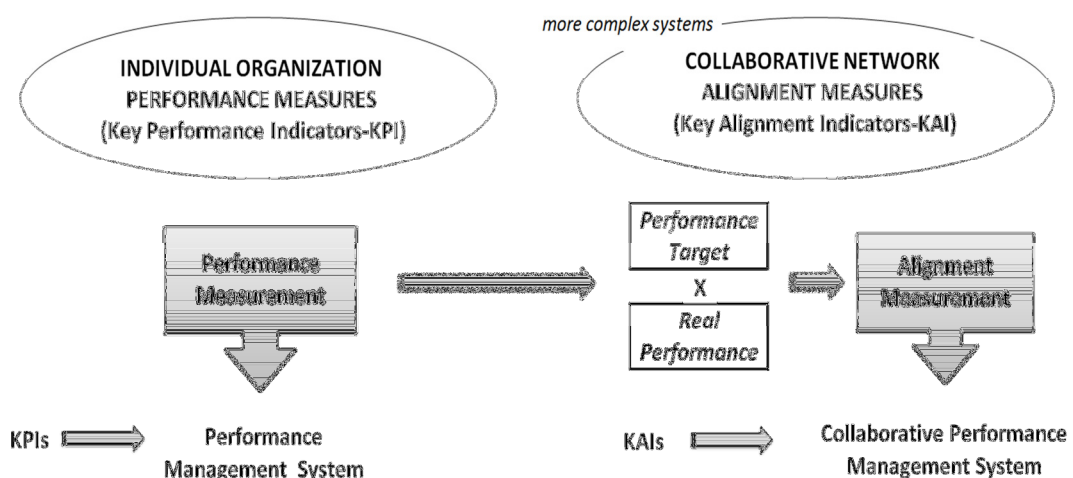 more complex systems
INDIVIDUAL ORGANIZATION
PERFORMANCE MEASURES
(Key Performance Indicators-KPI)
COLLABORATIVE NETWORK
ALIGNMENT MEASURES
(Key Alignment Indicators-KAI)
Performance
Measurement
Performance
Target
X
Real
Performance
Alignment
Measurement
KPIs
Performance
Management System
KAIs
Collaborative Performance
Management System